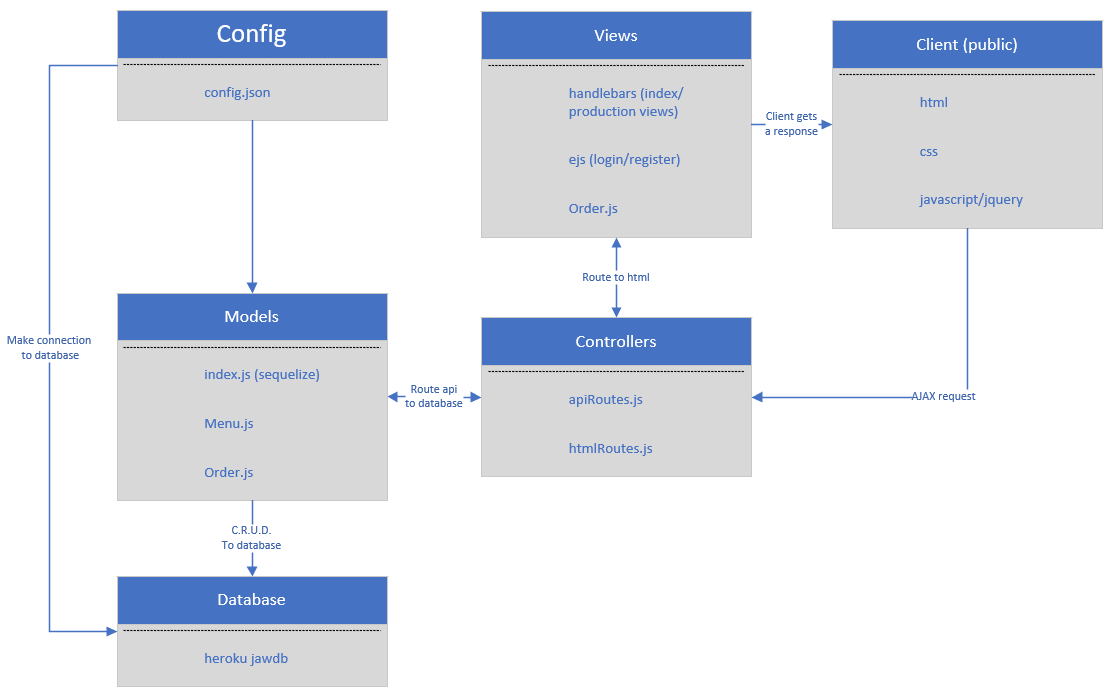 Config
config.json
Views
handlebars (index/
production views)
ejs (login/register)
Order.js
Client gets
a response
Client (public)
html
css
javascript/jquery
Route to html
Make connection
to database
Models
index.js (sequelize)
Menu.js
Order.js
Route api
to database
Controllers
apiRoutes.js
htmlRoutes.js
AJAX request
C.R.U.D.
To database
Database
heroku jawdb